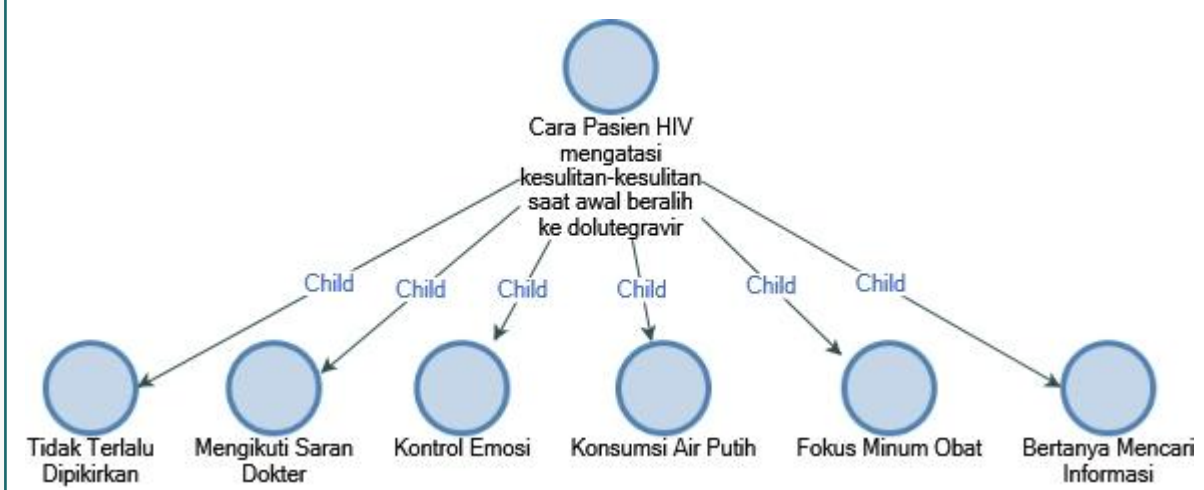 Cara Pasien HIV
mengatasi
kesulitan-kesulitan
saat awal beralih
ke dolutegravir
Child
Child
Child
Child
Child
Child
Tidak Terlalu
Dipikirkan
Mengikuti Saran
Dokter
Kontrol Emosi
Konsumsi Air Putih
Fokus Minum Obat
Bertanya Mencari
Informasi